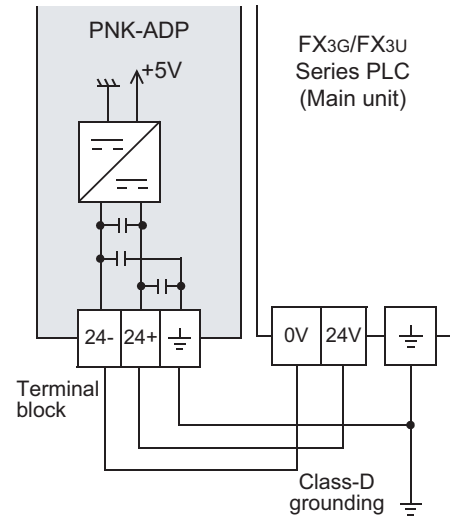 PNK-ADP
+5V
FX3G/FX3U
Series PLC
(Main unit)
24- 24+
0V 24V
Terminal
block
Class-D
grounding